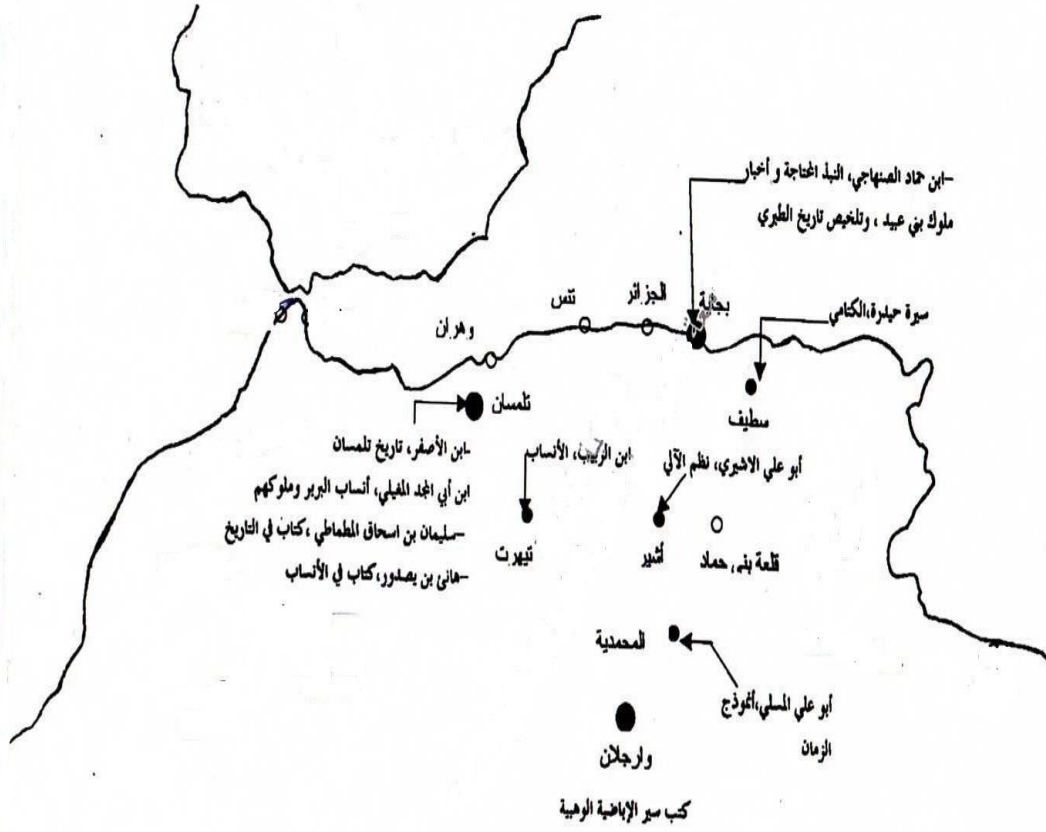 -ابن حماد الصنهاجي، النبذ المحتاجة و أخبار
ملوك بني عبيد ، وتلخيص تاريخ الطبري
بجاية
الجزائر
تنس
وهران
سيرة حيدرة،الكتامي
سطيف
تلمسان
-ابن الأصفر، تاريخ تلمسان
ابن أبي المجد المغيلي، أنساب البربر وملوكهم
-سليمان بن اسحاق المطماطي ،كتاب في التاريخ
-هانئ بن يصدور،كتاب في الأنساب
ابن الأنساب
تيهرت
أبو علي الاشيري، نظم الآلي
أشير
قلعة بني حماد
المحمدية
أبو علي المسلي،أنموذج
الزمان
وارجلان
كتب سير الإباضية الوهبية